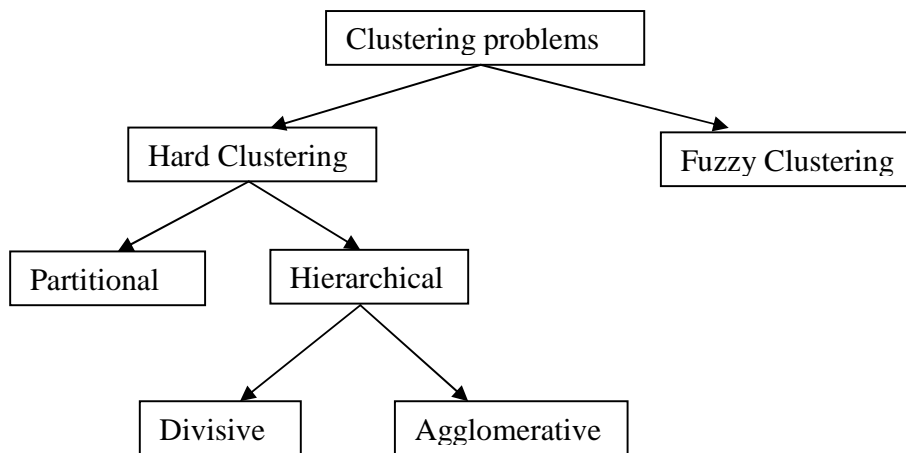 Clustering problems
Hard Clustering
Fuzzy Clustering
Partitional
Hierarchical
Divisive
Agglomerative